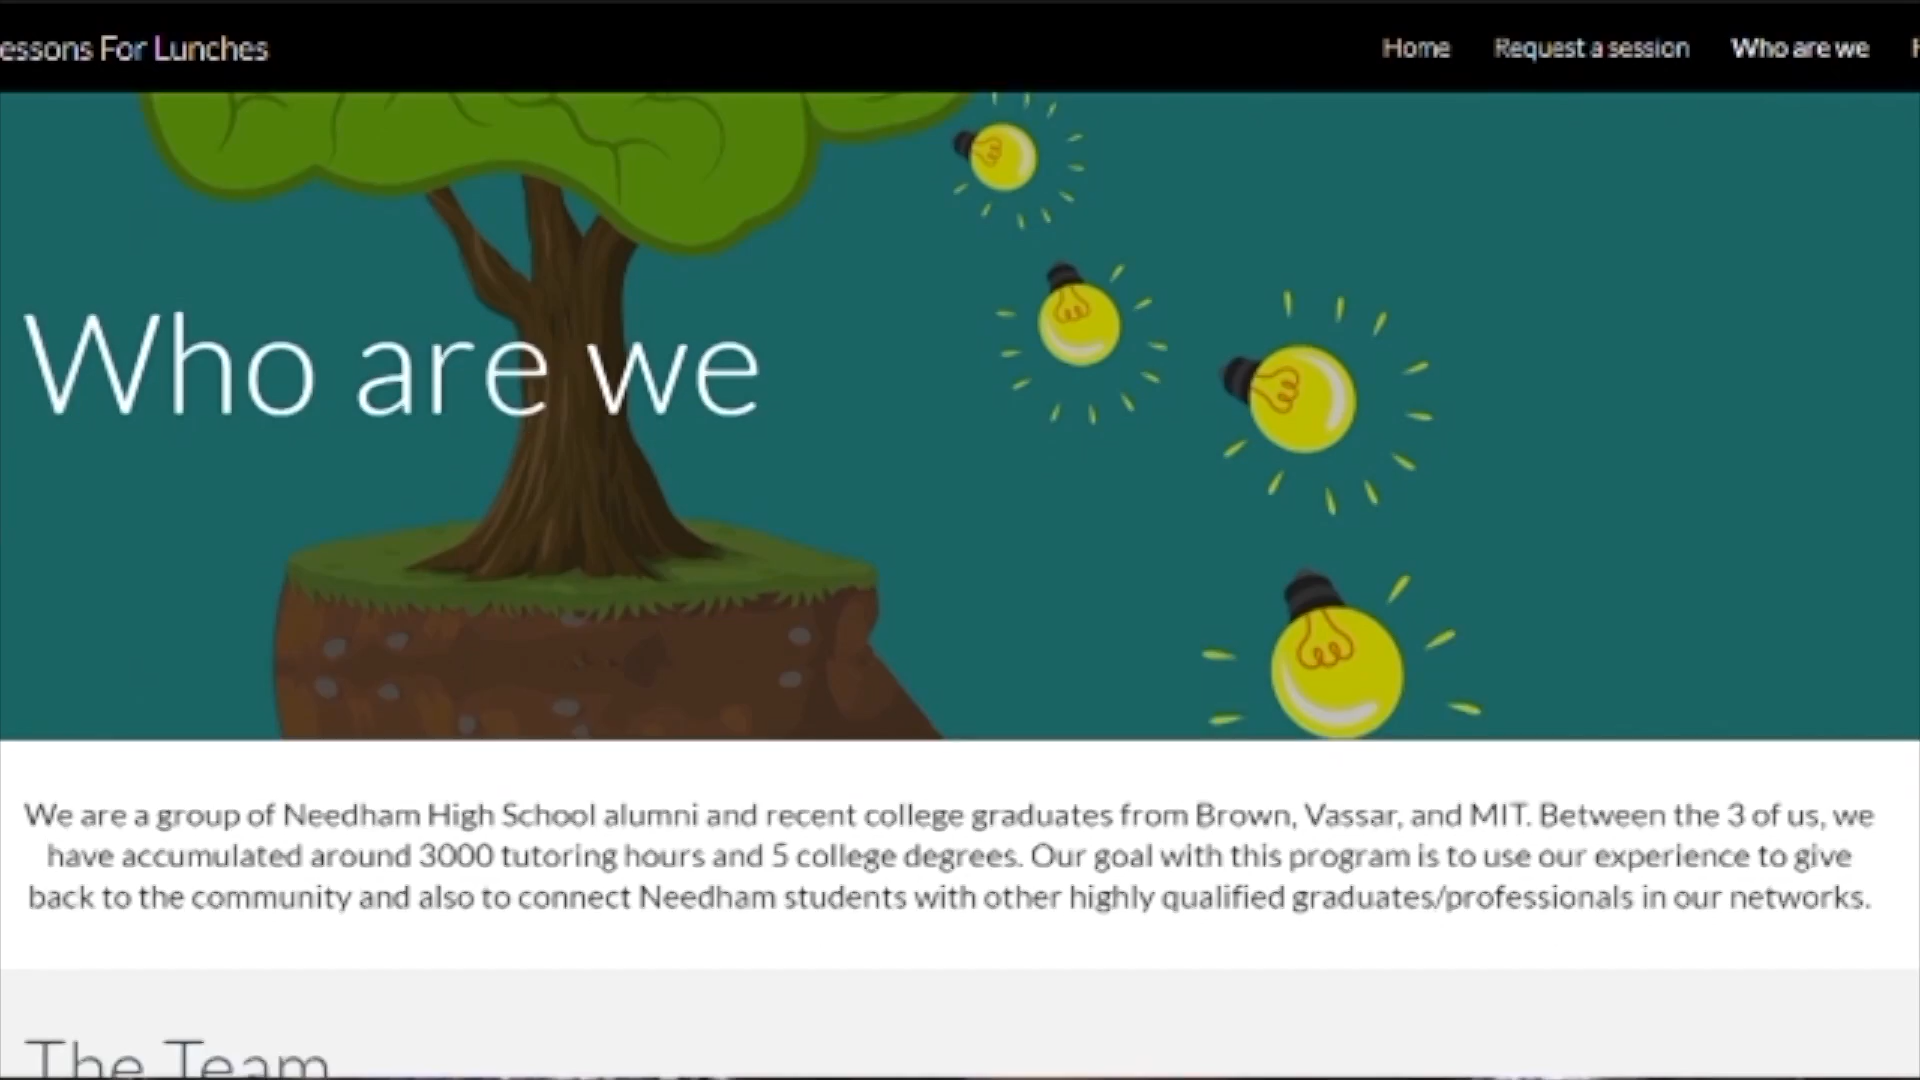 essons For Lunches
Home Request a session Who are we
Who are we
We are a group of Needham High School alumni and recent college graduates from Brown, Vassar, and MIT. Between the 3 of us, we
have accumulated around 3000 tutoring hours and 5 college degrees. Our goal with this program is to use our experience to give
back to the community and also to connect Needham students with other highly qualified graduates/professionals in our networks.
The Team